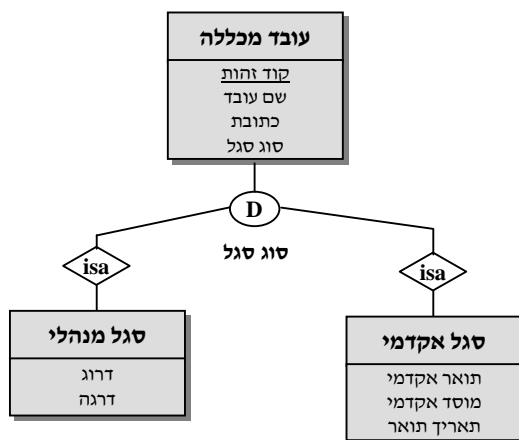 עובד מכללה
קוד זהות
שם עובד
כתובת
סוג סגל
D
סוג סגל
isa
isa
סגל אקדמי
תואר אקדמי
מוסד אקדמי
תאריך תואר
סגל מנהלי
דרוג
דרגה